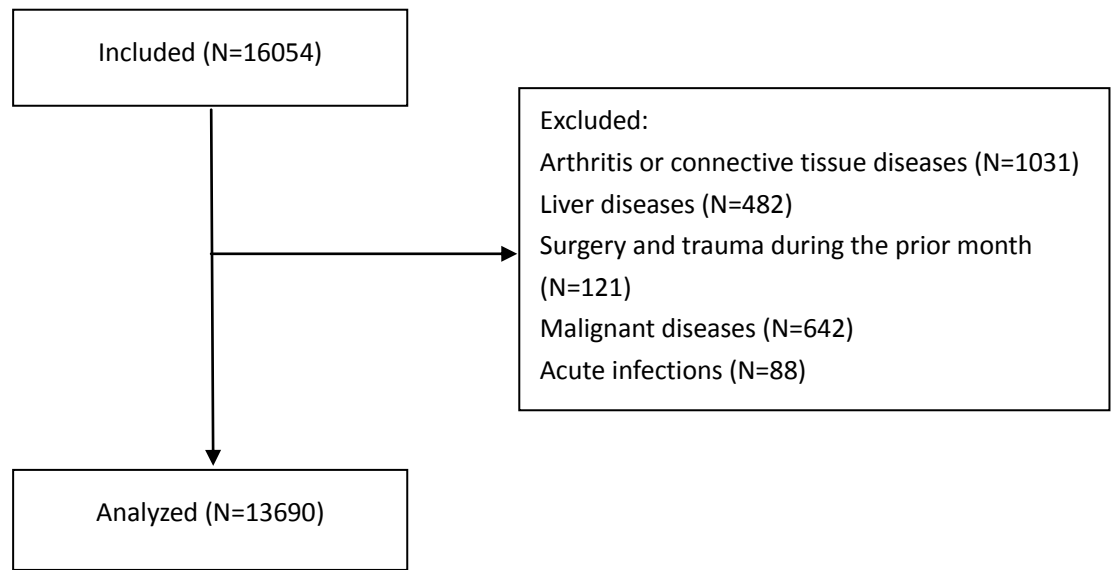 Included (N=16054)
Excluded:
Arthritis or connective tissue diseases (N=1031)
Liver diseases (N=482)
Surgery and trauma during the prior month
(N=121)
Malignant diseases (N=642)
Acute infections (N=88)
Analyzed (N=13690)